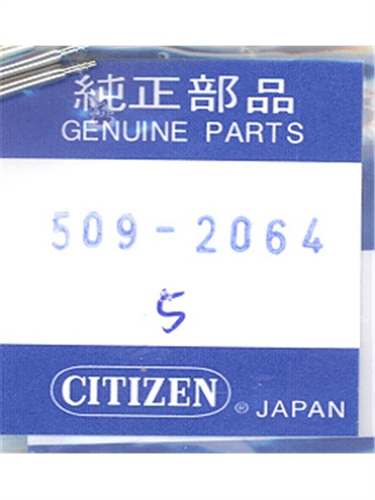 純正部品
GENUINE PARTS
509-2064
5
CITIZEN ® JAPAN